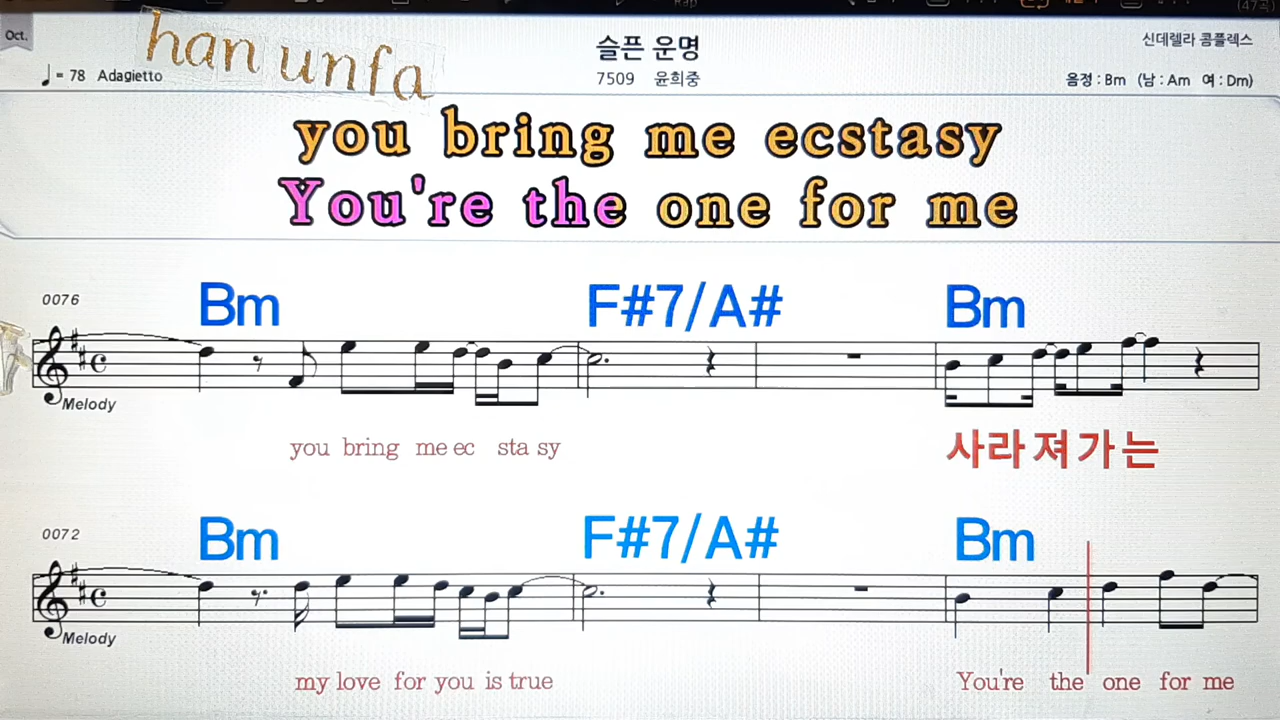 Oct.
han unfa
♩= 78 Adagietto
슬픈 운명
7509 윤희중
신데렐라 콤플렉스
음정 : Bm (남 : Am 여 : Dm)
you bring me ecstasy
You're the one for me
0076
Bm F#7/A# Bm
Melody
you bring me ec sta sy 사라져가는
0072
Bm F#7/A# Bm
Melody
my love for you is true You're the one for me